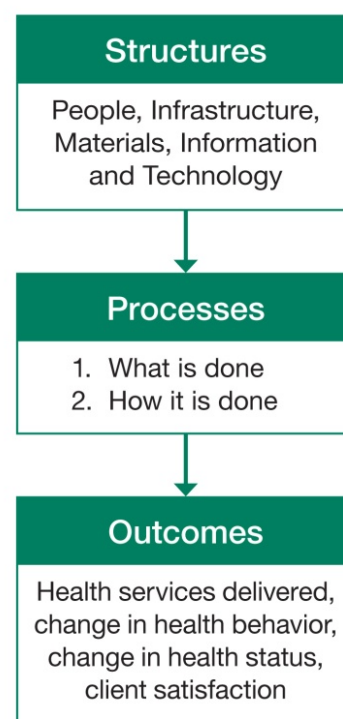 Structures
People, Infrastructure,
Materials, Information
and Technology
Processes
1. What is done
2. How it is done
Outcomes
Health services delivered,
change in health behavior,
change in health status,
client satisfaction